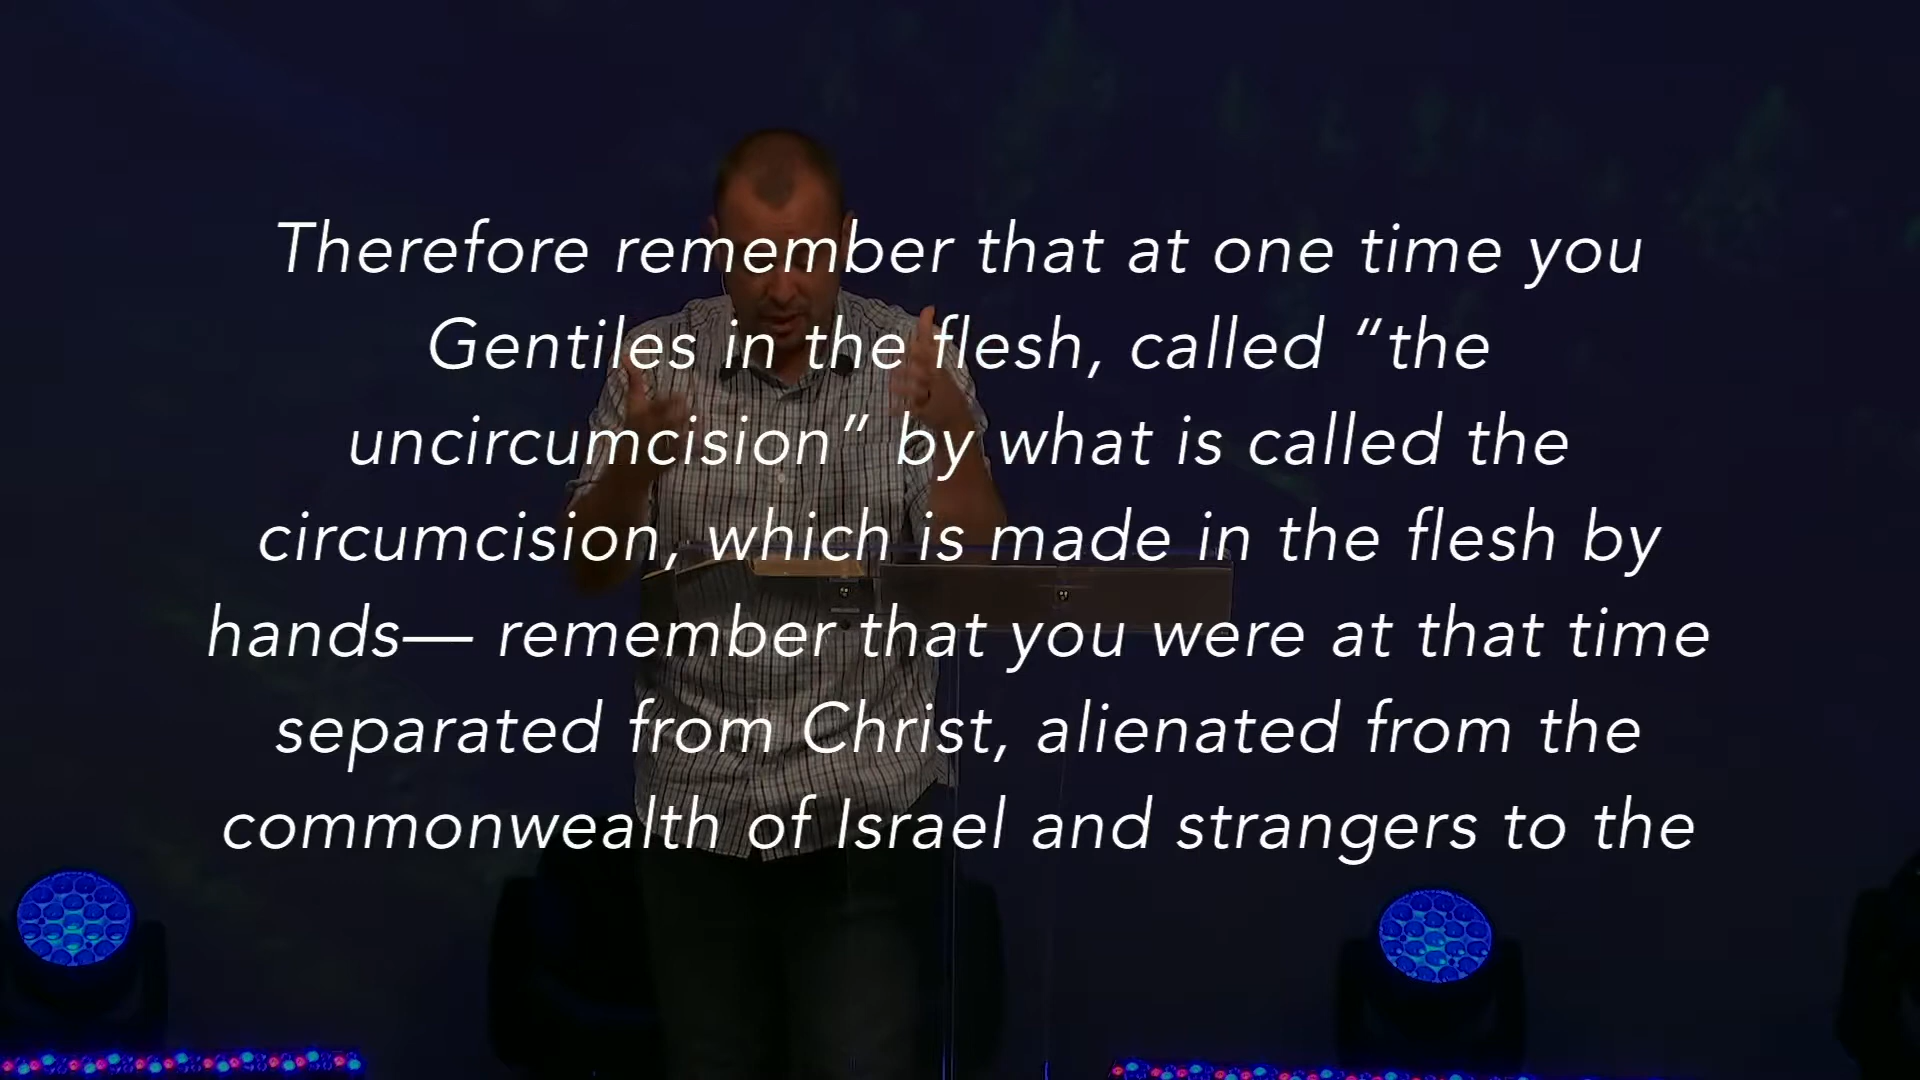 Therefore remember that at one time you
Gentiles in the flesh, called “the
uncircumcision” by what is called the
circumcision, which is made in the flesh by
hands— remember that you were at that time
separated from Christ, alienated from the
commonwealth of Israel and strangers to the